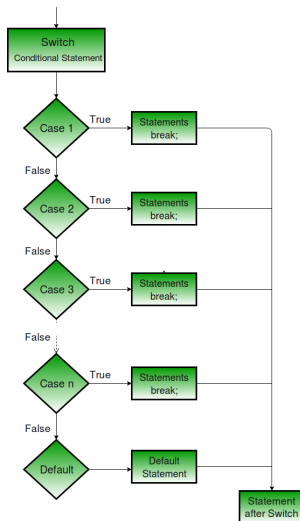 Switch
Conditional Statement
Case 1
True
Statements
break;
False
Case 2
True
Statements
break;
False
Case 3
True
Statements
break;
False
Case n
True
Statements
break;
False
Default
Default
Statement
Statement
after Switch